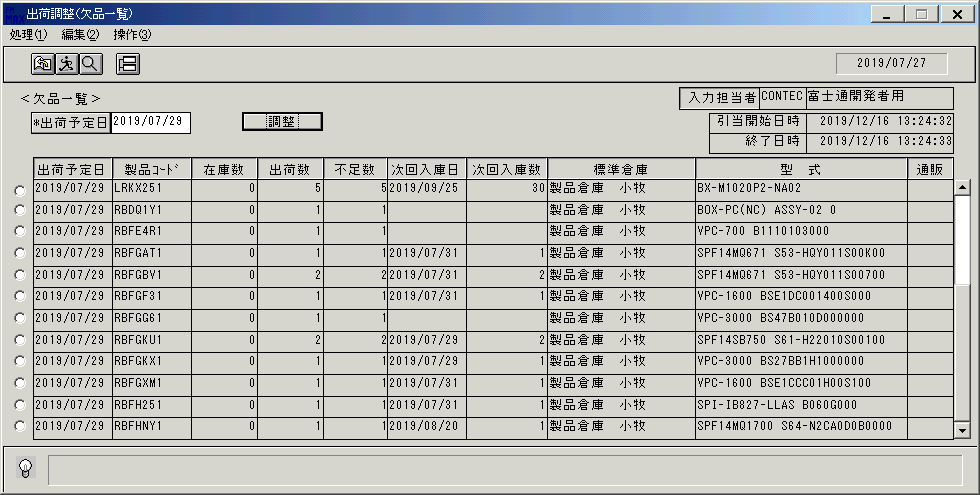 出荷調整(欠品一覧)
処理(1) 編集(2) 操作(3)
2019/07/27
<欠品一覧>
入力担当者 CONTEC 富士通開発者用
*出荷予定日 2019/07/29 調整
引当開始日時 2019/12/16 13:24:32
終了日時 2019/12/16 13:24:33
出荷予定日 製品ｺｰﾄﾞ 在庫数 出荷数 不足数 次回入庫日 次回入庫数 標準倉庫 型 式 通販
2019/07/29 LRKX251 0 5 5 2019/09/25 30 製品倉庫 小牧 BX-M1020P2-NA02
2019/07/29 RBDQ1Y1 0 1 1 製品倉庫 小牧 BOX-PC(NC) ASSY-02 0
2019/07/29 RBFE4R1 0 1 1 製品倉庫 小牧 VPC-700 B1110103000
2019/07/29 RBFGAT1 0 1 1 2019/07/31 1 製品倉庫 小牧 SPF14MQ671 S53-HQY011S00K00
2019/07/29 RBFGBY1 0 2 2 2019/07/31 2 製品倉庫 小牧 SPF14MQ671 S53-HQY011S00700
2019/07/29 RBFGF31 0 1 1 2019/07/31 1 製品倉庫 小牧 VPC-1600 BSE1DC001400S000
2019/07/29 RBFGG61 0 1 1 製品倉庫 小牧 VPC-3000 BS47B010D000000
2019/07/29 RBFGKU1 0 2 2 2019/07/29 2 製品倉庫 小牧 SPF14SB750 S61-H22010S00100
2019/07/29 RBFGKX1 0 1 1 2019/07/29 1 製品倉庫 小牧 VPC-3000 BS27BB1H1000000
2019/07/29 RBFGXM1 0 1 1 2019/07/31 1 製品倉庫 小牧 VPC-1600 BSE1CCC01H00S100
2019/07/29 RBFH251 0 1 1 2019/07/31 1 製品倉庫 小牧 SPI-IB827-LLAS B060G000
2019/07/29 RBFHNY1 0 1 1 2019/08/20 1 製品倉庫 小牧 SPF14MQ1700 S64-N2CA0D0B0000